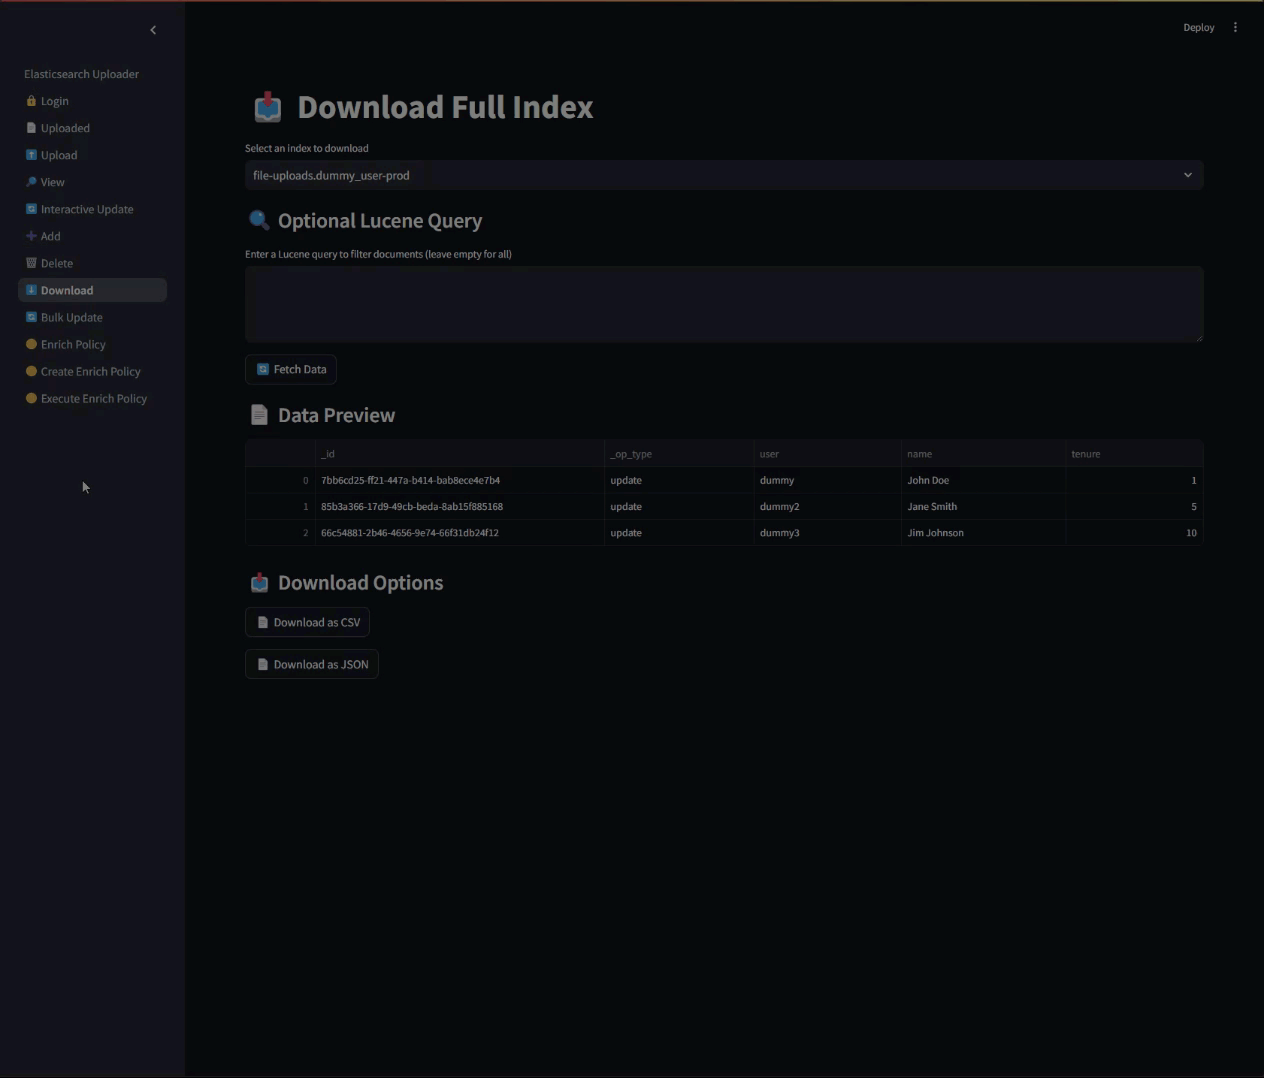 Deploy
Elasticsearch Uploader
Login
Uploaded
Upload
View
Interactive Update
Add
Delete
Download
Bulk Update
Enrich Policy
Create Enrich Policy
Execute Enrich Policy
Download Full Index
Select an index to download
file-uploads.dummy_user-prod
Optional Lucene Query
Enter a Lucene query to filter documents (leave empty for all)
Fetch Data
Data Preview
_id _op_type user name tenure
0 7bb6cd25-ff21-447a-b414-bab8ece4e7b4 update dummy John Doe 1
1 85b3a366-17d9-49cb-beda-8ab15f885168 update dummy2 Jane Smith 5
2 66c54881-2b46-4656-9e74-66f31db24f12 update dummy3 Jim Johnson 10
Download Options
Download as CSV
Download as JSON